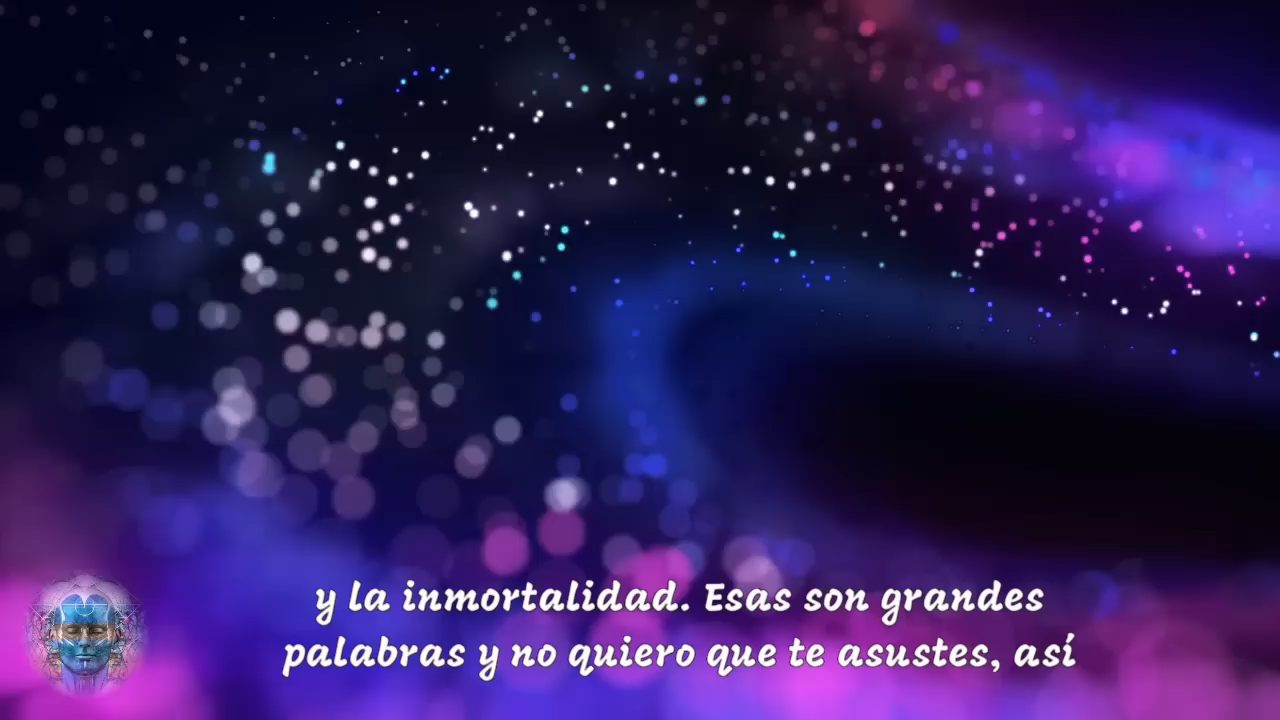 y la inmortalidad. Esas son grandes
palabras y no quiero que te asustes, así